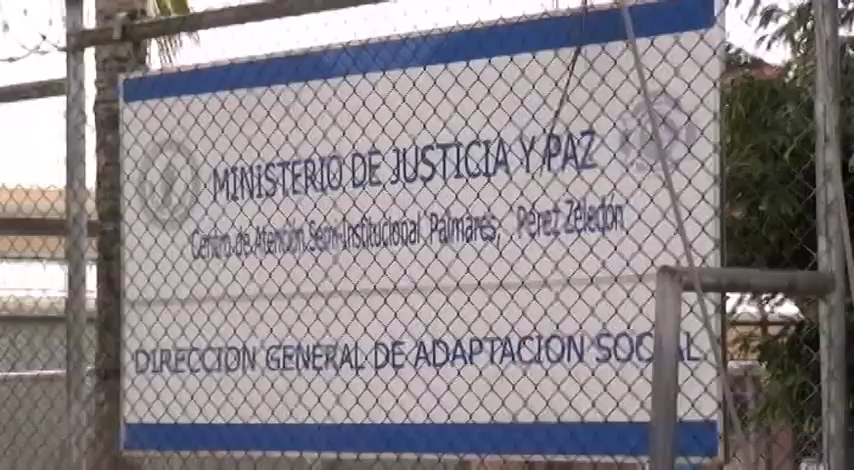 MINISTERIO DE JUSTICIA Y PAZ
Centro de Atención Semi-Institucional Palmares, Pérez Zeledón
DIRECCION GENERAL DE ADAPTACION SOCIAL